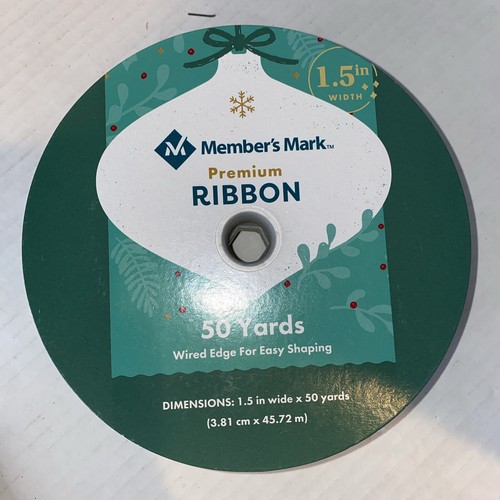 1.5in
WIDTH
Member's Mark™
Premium
RIBBON
50 Yards
Wired Edge For Easy Shaping
DIMENSIONS: 1.5 in wide x 50 yards
(3.81 cm x 45.72 m)